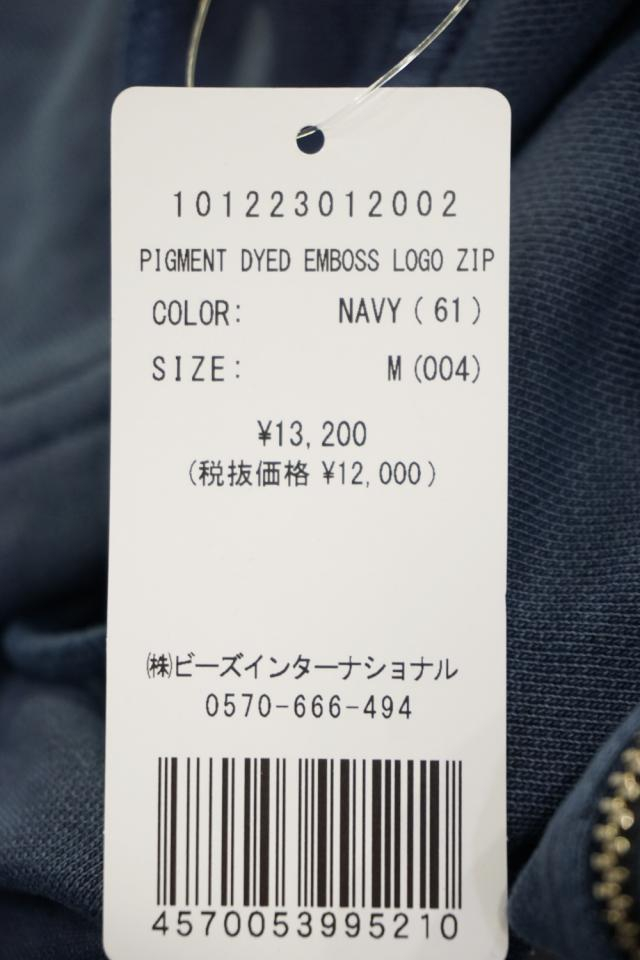 101223012002
PIGMENT DYED EMBOSS LOGO ZIP
COLOR: NAVY(61)
SIZE: M(004)
¥13,200
(税抜価格 ¥12,000)
㈱ビーズインターナショナル
0570-666-494
4570053995210